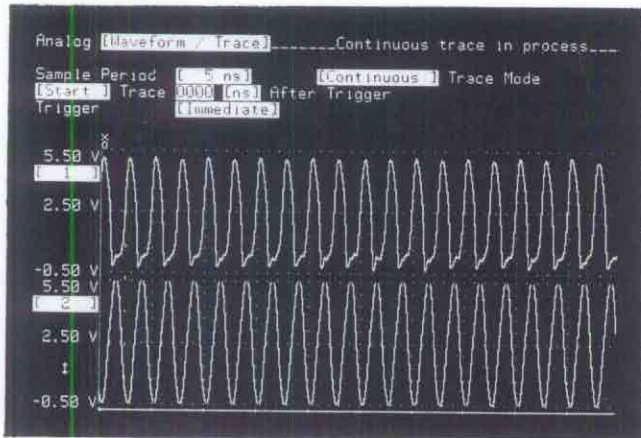 Analog [Waveform / Trace]______Continuous trace in process___
Sample Period [ 5 ns] [Continuous ] Trace Mode
[Start ] Trace 0000 [ns] After Trigger
Trigger [Immediate]
x
o
5.50 V
[ 1 ]
2.50 V
-0.50 V
5.50 V
[ 2 ]
2.50 V
-0.50 V